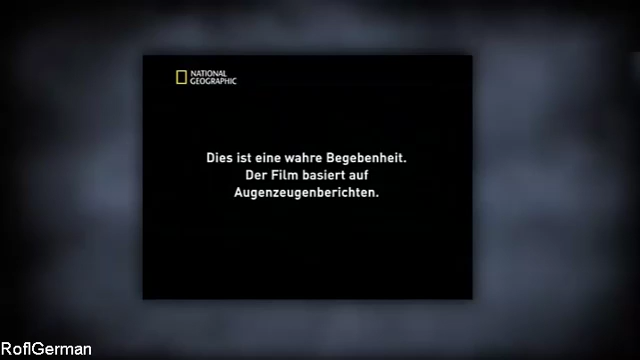 NATIONAL
GEOGRAPHIC
Dies ist eine wahre Begebenheit.
Der Film basiert auf
Augenzeugenberichten.
RoflGerman